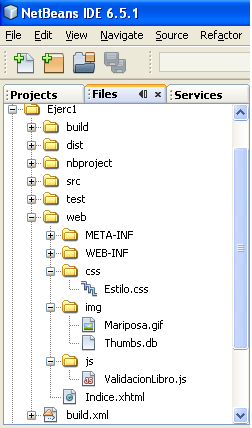 NetBeans IDE 6.5.1
File Edit View Navigate Source Refactor
Projects Files Services
Ejerc1
build
dist
nbproject
src
test
web
META-INF
WEB-INF
css
Estilo.css
img
Mariposa.gif
Thumbs.db
js
ValidacionLibro.js
Indice.xhtml
build.xml